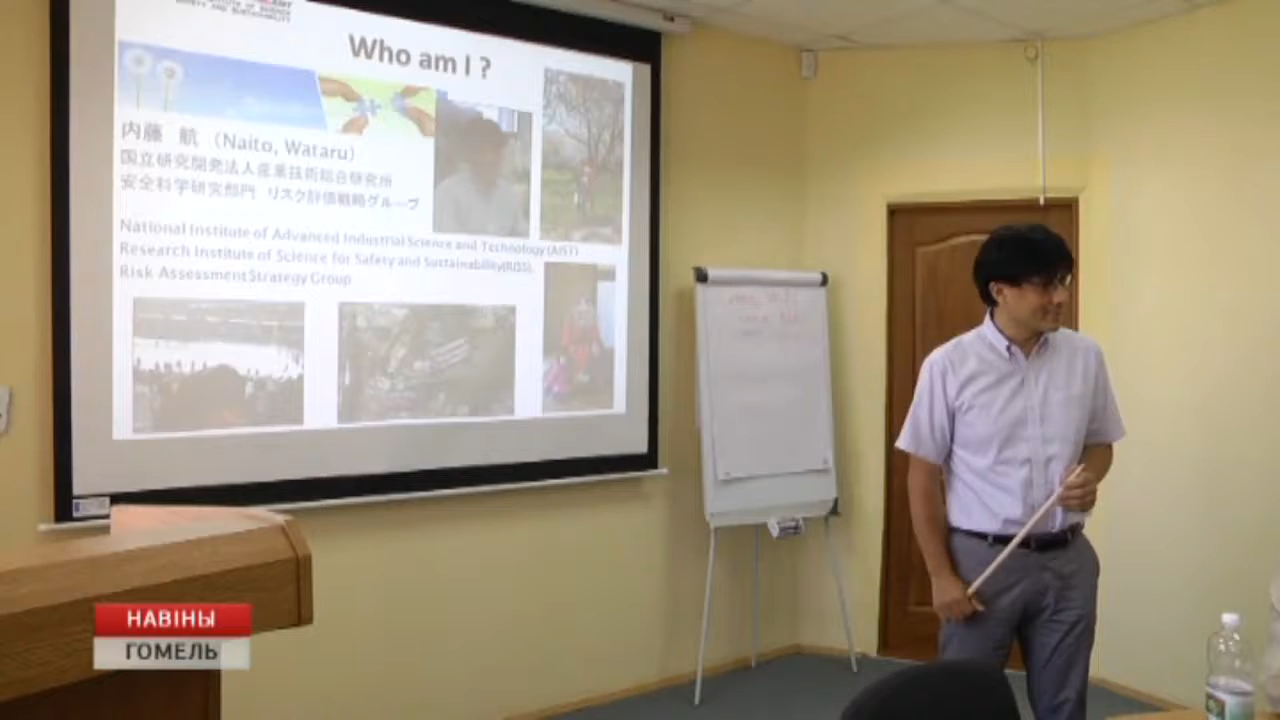 SAFETY AND SUSTAINABILITY
Who am I ?
内藤 航 (Naito, Wataru)
国立研究開発法人産業技術総合研究所
安全科学研究部門 リスク評価戦略グループ
National Institute of Advanced Industrial Science and Technology (AIST)
Research Institute of Science for Safety and Sustainability(RISS),
Risk Assessment Strategy Group
НАВІНЫ
ГОМЕЛЬ